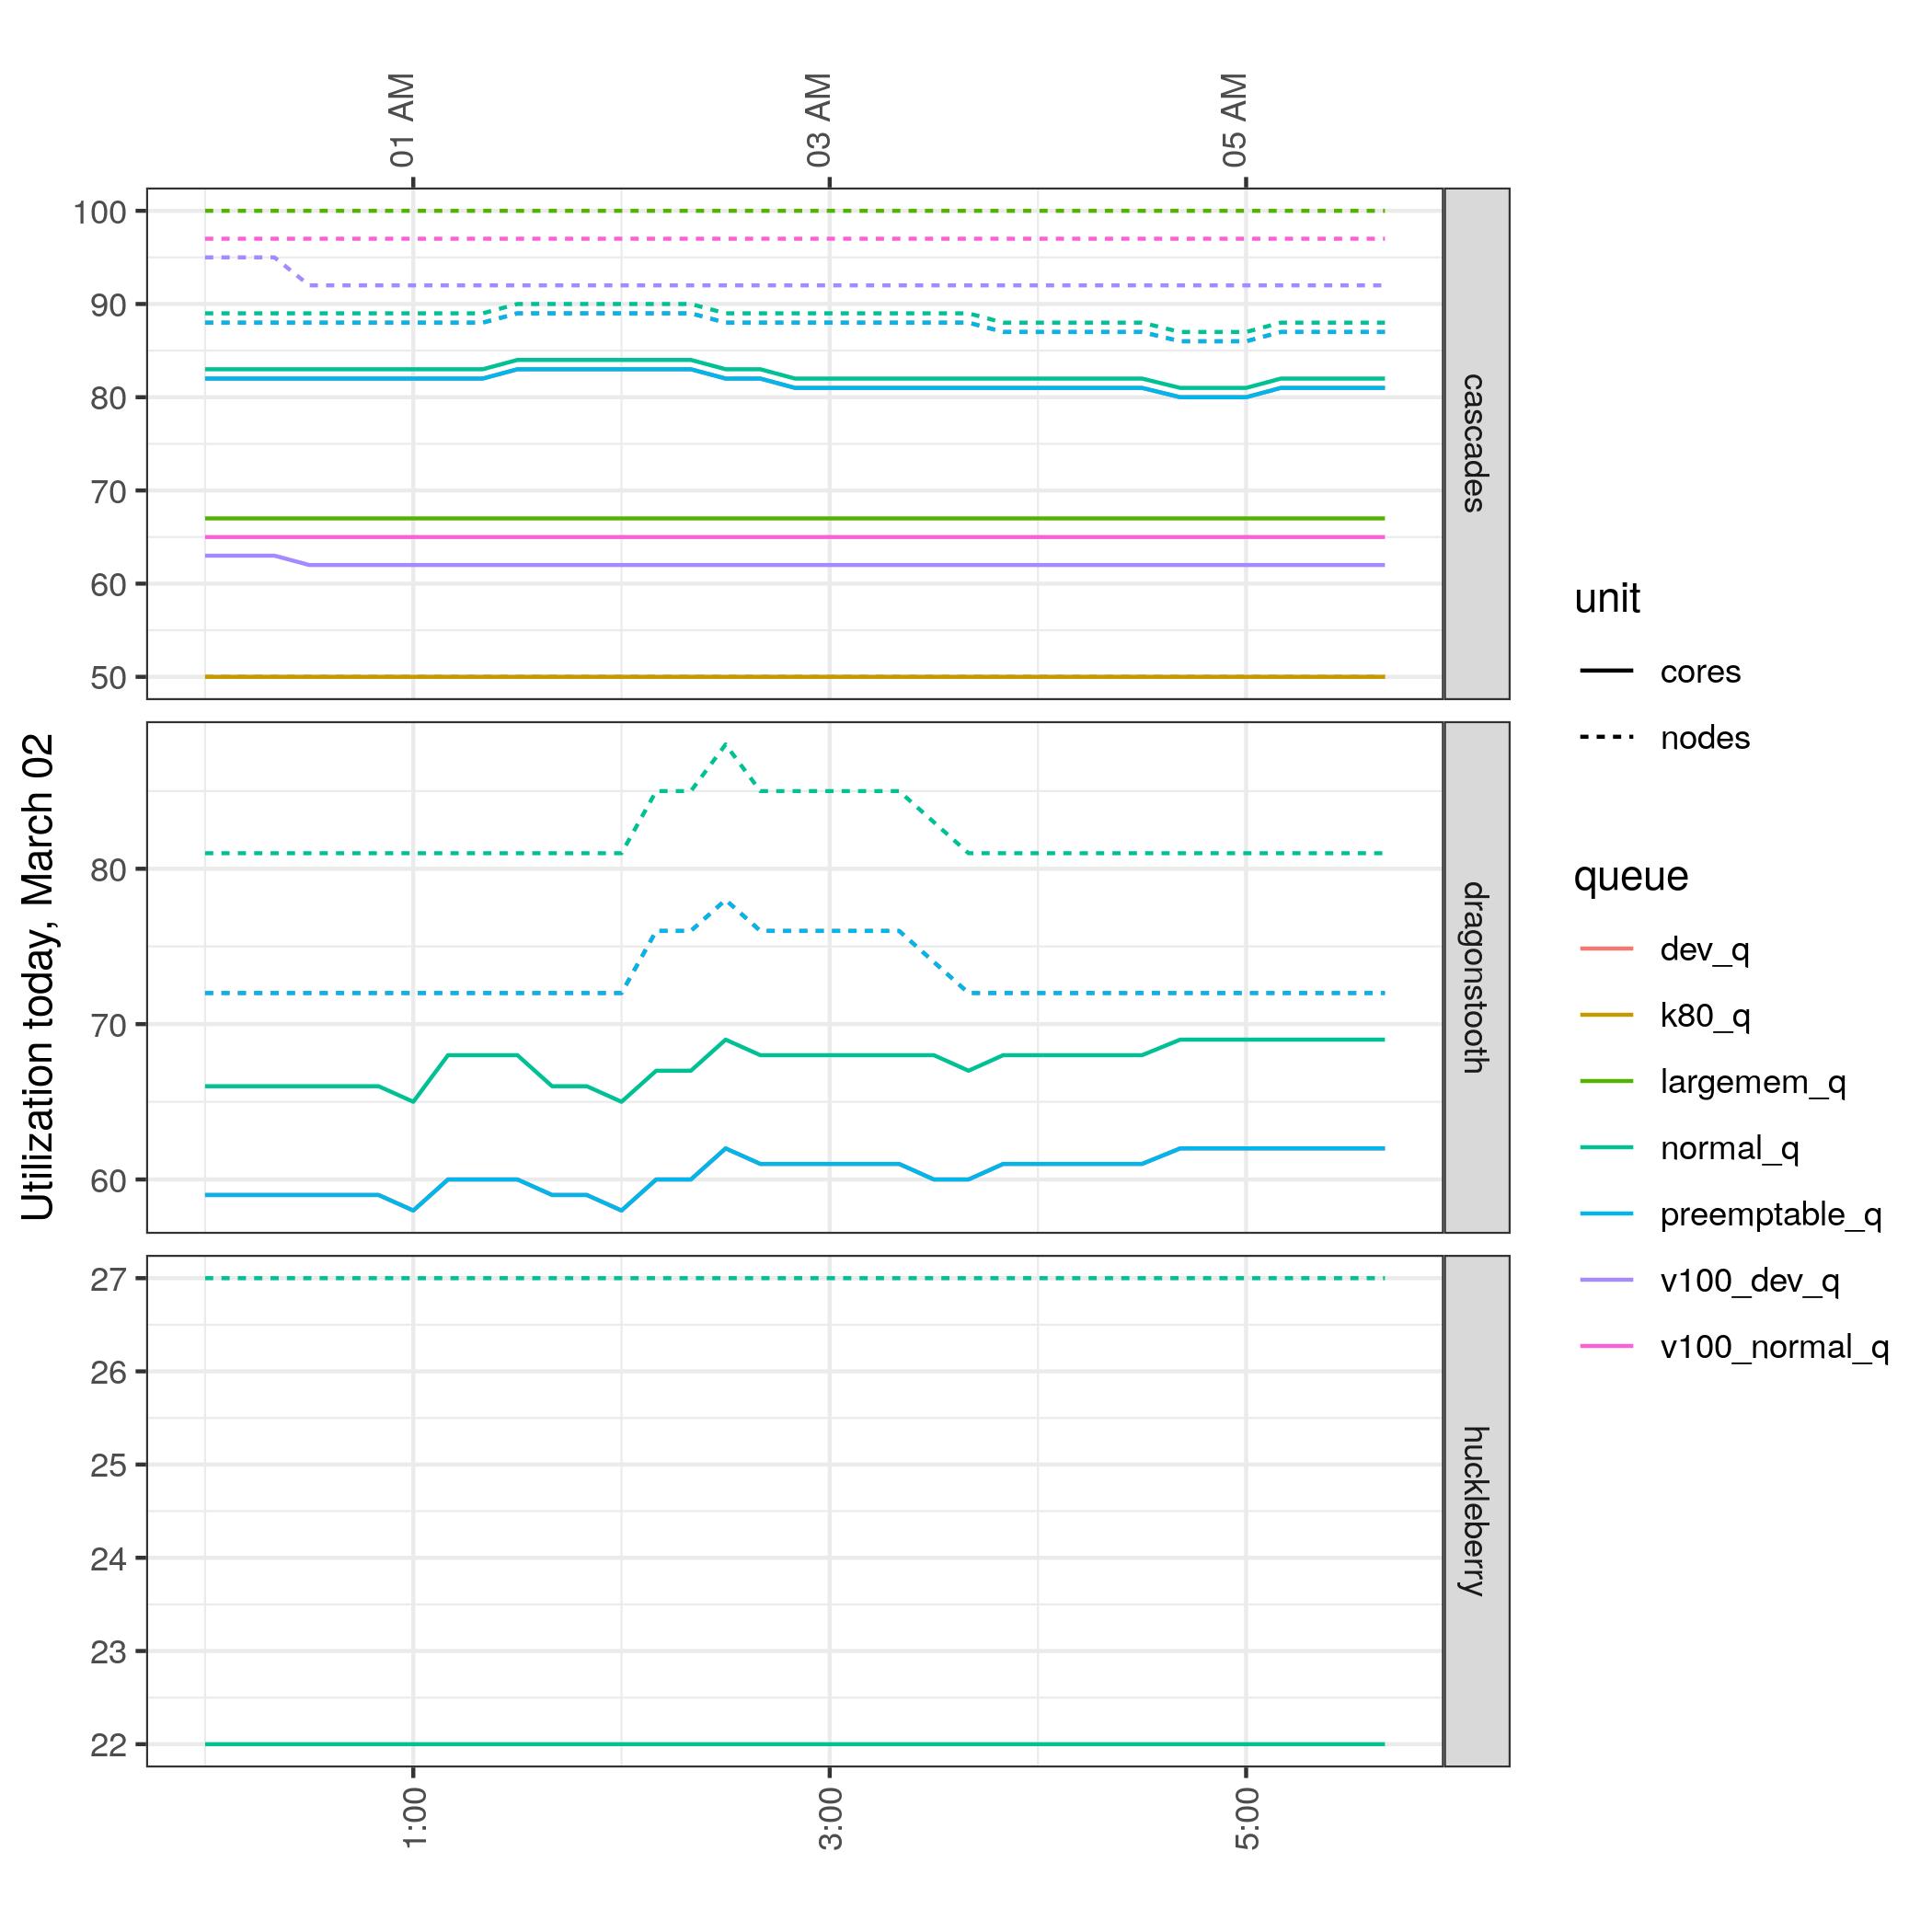 01 AM
03 AM
05 AM
100
90
80
70
60
50
cascades
80
70
60
dragonstooth
27
26
25
24
23
22
huckleberry
1:00
3:00
5:00
Utilization today, March 02
unit
cores
nodes
queue
dev_q
k80_q
largemem_q
normal_q
preemptable_q
v100_dev_q
v100_normal_q